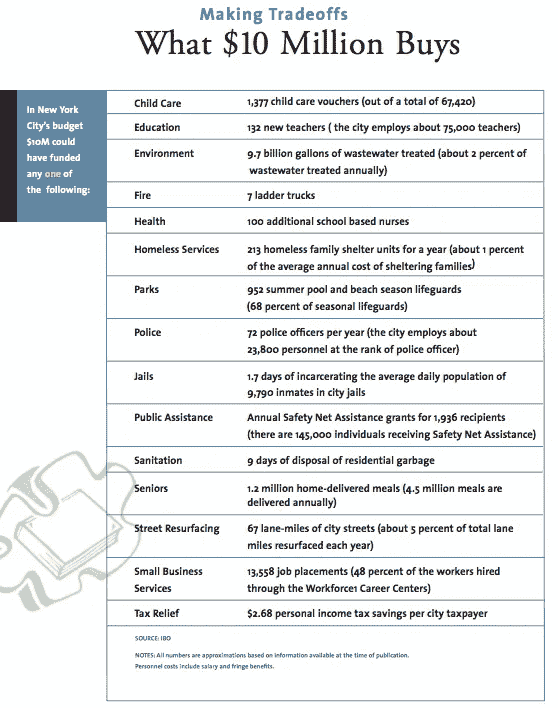 Making Tradeoffs
What $10 Million Buys
In New York
City's budget
$10M could
have funded
any one of
the following:
Child Care 1,377 child care vouchers (out of a total of 67,420)
Education 132 new teachers ( the city employs about 75,000 teachers)
Environment 9.7 billion gallons of wastewater treated (about 2 percent of
wastewater treated annually)
Fire 7 ladder trucks
Health 100 additional school based nurses
Homeless Services 213 homeless family shelter units for a year (about 1 percent
of the average annual cost of sheltering families)
Parks 952 summer pool and beach season lifeguards
(68 percent of seasonal lifeguards)
Police 72 police officers per year (the city employs about
23,800 personnel at the rank of police officer)
Jails 1.7 days of incarcerating the average daily population of
9,790 inmates in city jails
Public Assistance Annual Safety Net Assistance grants for 1,936 recipients
(there are 145,000 individuals receiving Safety Net Assistance)
Sanitation 9 days of disposal of residential garbage
Seniors 1.2 million home-delivered meals (4.5 million meals are
delivered annually)
Street Resurfacing 67 lane-miles of city streets (about 5 percent of total lane
miles resurfaced each year)
Small Business 13,558 job placements (48 percent of the workers hired
Services through the Workforce1 Career Centers)
Tax Relief $2.68 personal income tax savings per city taxpayer
SOURCE: IBO
NOTES: All numbers are approximations based on information available at the time of publication.
Personnel costs include salary and fringe benefits.